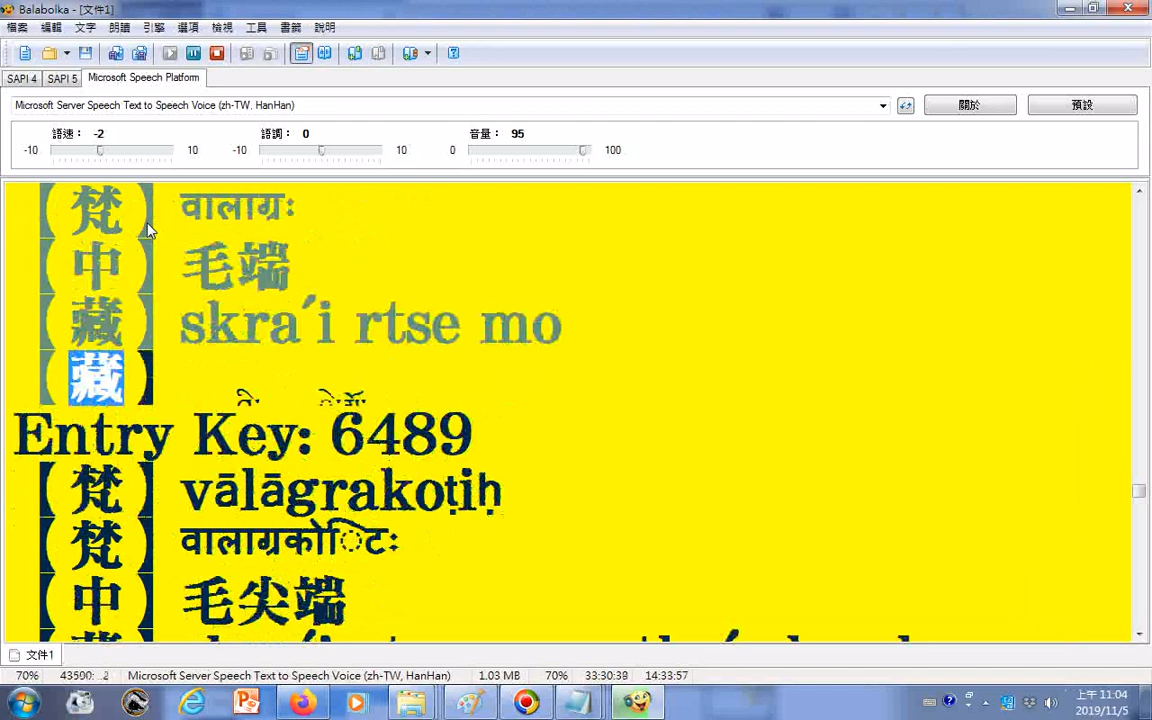 Balabolka - [文件1]
檔案 編輯 文字 朗讀 引擎 選項 檢視 工具 書籤 說明
SAPI 4 SAPI 5 Microsoft Speech Platform
Microsoft Server Speech Text to Speech Voice (zh-TW, HanHan) 關於 預設
語速： -2 語調： 0 音量： 95
-10 10 -10 10 0 100
【梵】 वालाग्रः
【中】 毛端
【藏】 skra´i rtse mo
【藏】
Entry Key: 6489
【梵】 vālāgrakoṭiḥ
【梵】 वालाग्रकोिटः
【中】 毛尖端
文件1
70% 43590: ..2 Microsoft Server Speech Text to Speech Voice (zh-TW, HanHan) 1.03 MB 70% 33:30:38 14:33:57
上午 11:04
2019/11/5